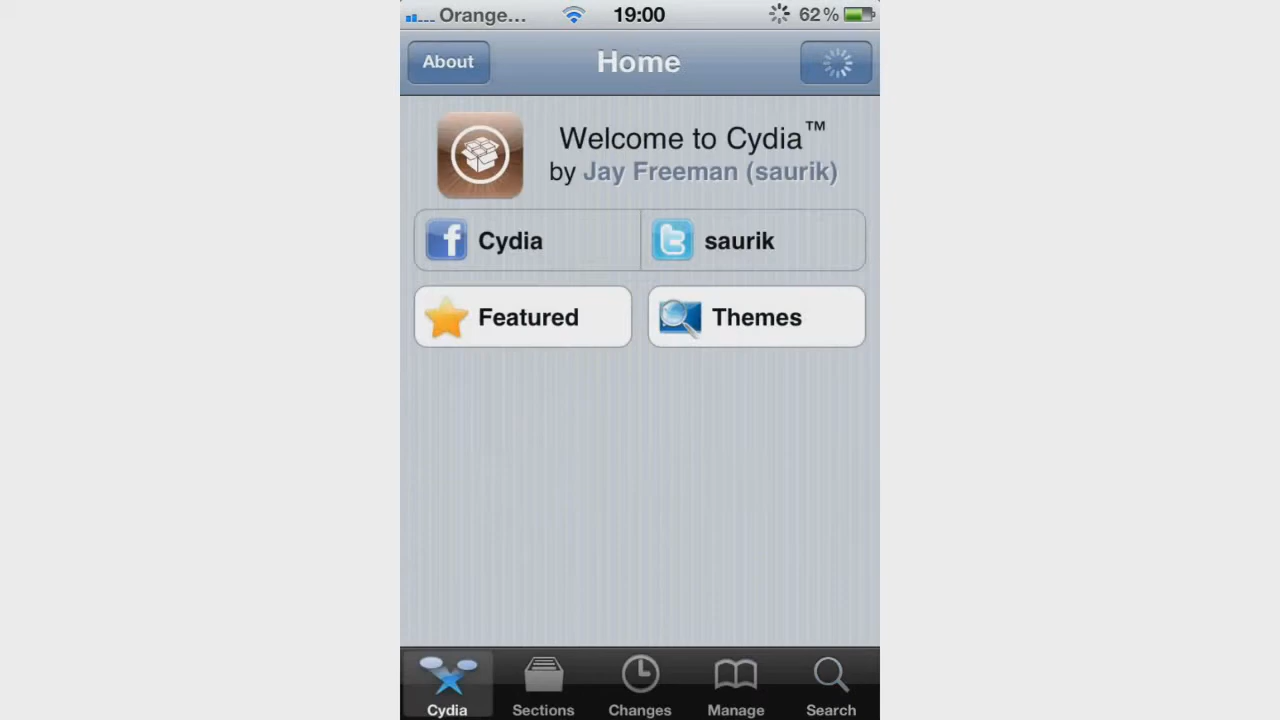 Orange... 19:00 62%
About Home
Welcome to Cydia™
by Jay Freeman (saurik)
Cydia saurik
Featured Themes
Cydia Sections Changes Manage Search